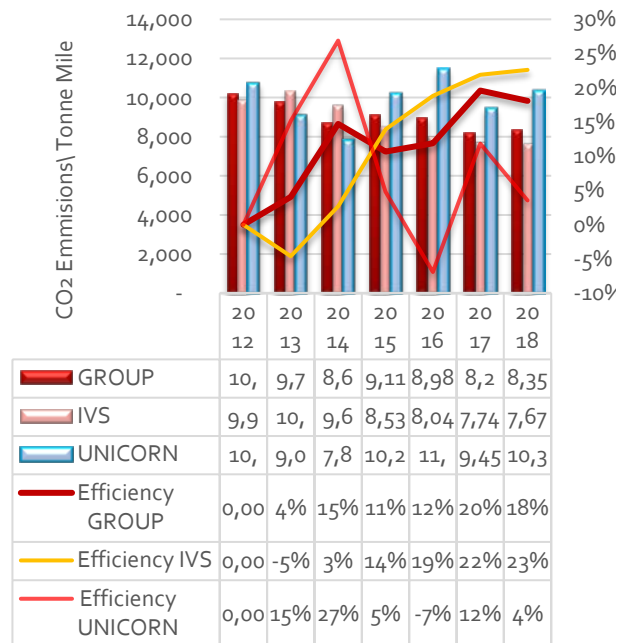 14,000
12,000
10,000
8,000
6,000
4,000
2,000
-
CO2 Emmisions\ Tonne Mile
30%
25%
20%
15%
10%
5%
0%
-5%
-10%
20 20 20 20 20 20 20
12 13 14 15 16 17 18
GROUP 10, 9,7 8,6 9,11 8,98 8,2 8,35
IVS 9,9 10, 9,6 8,53 8,04 7,74 7,67
UNICORN 10, 9,0 7,8 10,2 11, 9,45 10,3
Efficiency
GROUP 0,00 4% 15% 11% 12% 20% 18%
Efficiency IVS 0,00 -5% 3% 14% 19% 22% 23%
Efficiency
UNICORN 0,00 15% 27% 5% -7% 12% 4%